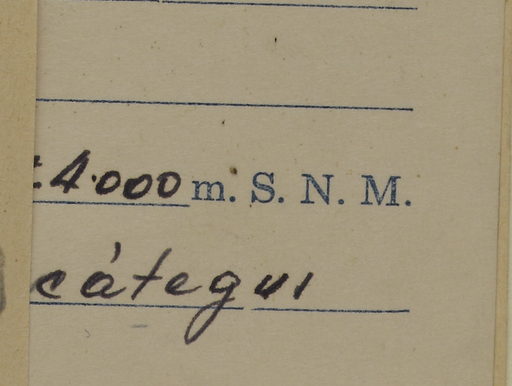 : 4.000 m. S. N. M.
cátegui